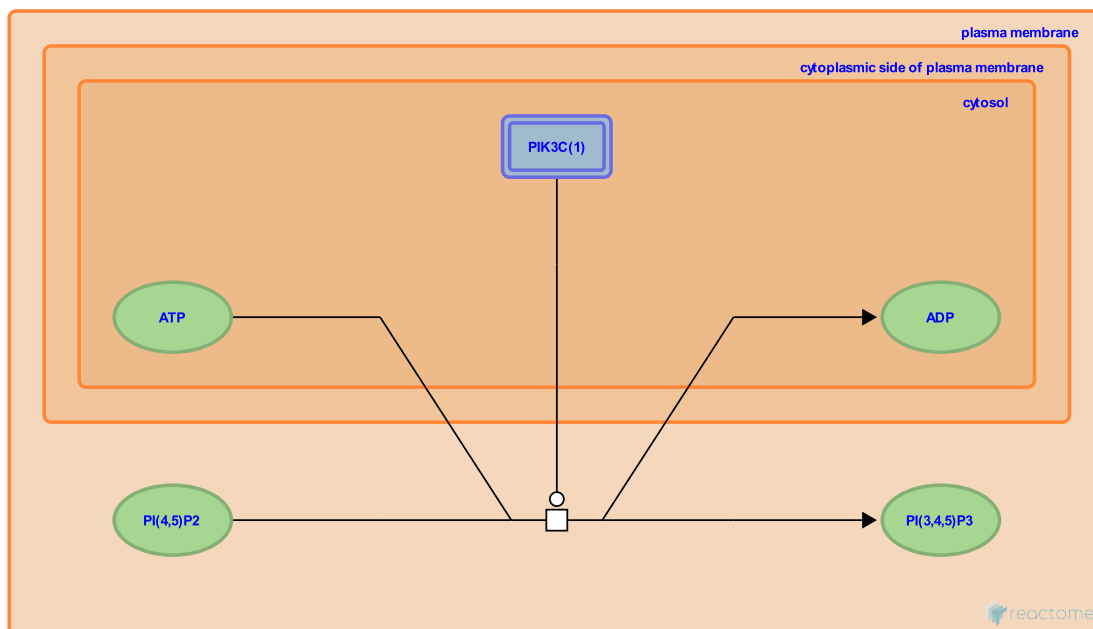 plasma membrane
cytoplasmic side of plasma membrane
cytosol
PIK3C(1)
ATP
ADP
PI(4,5)P2
PI(3,4,5)P3
reactome